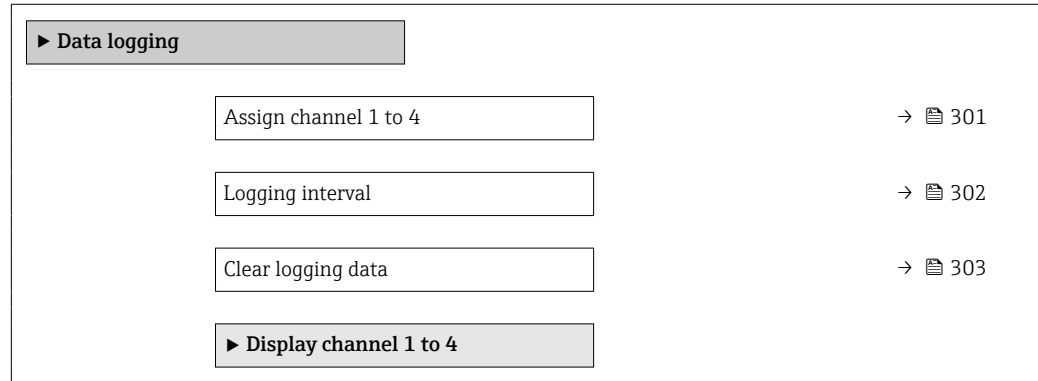 ► Data logging
Assign channel 1 to 4 → 301
Logging interval → 302
Clear logging data → 303
► Display channel 1 to 4